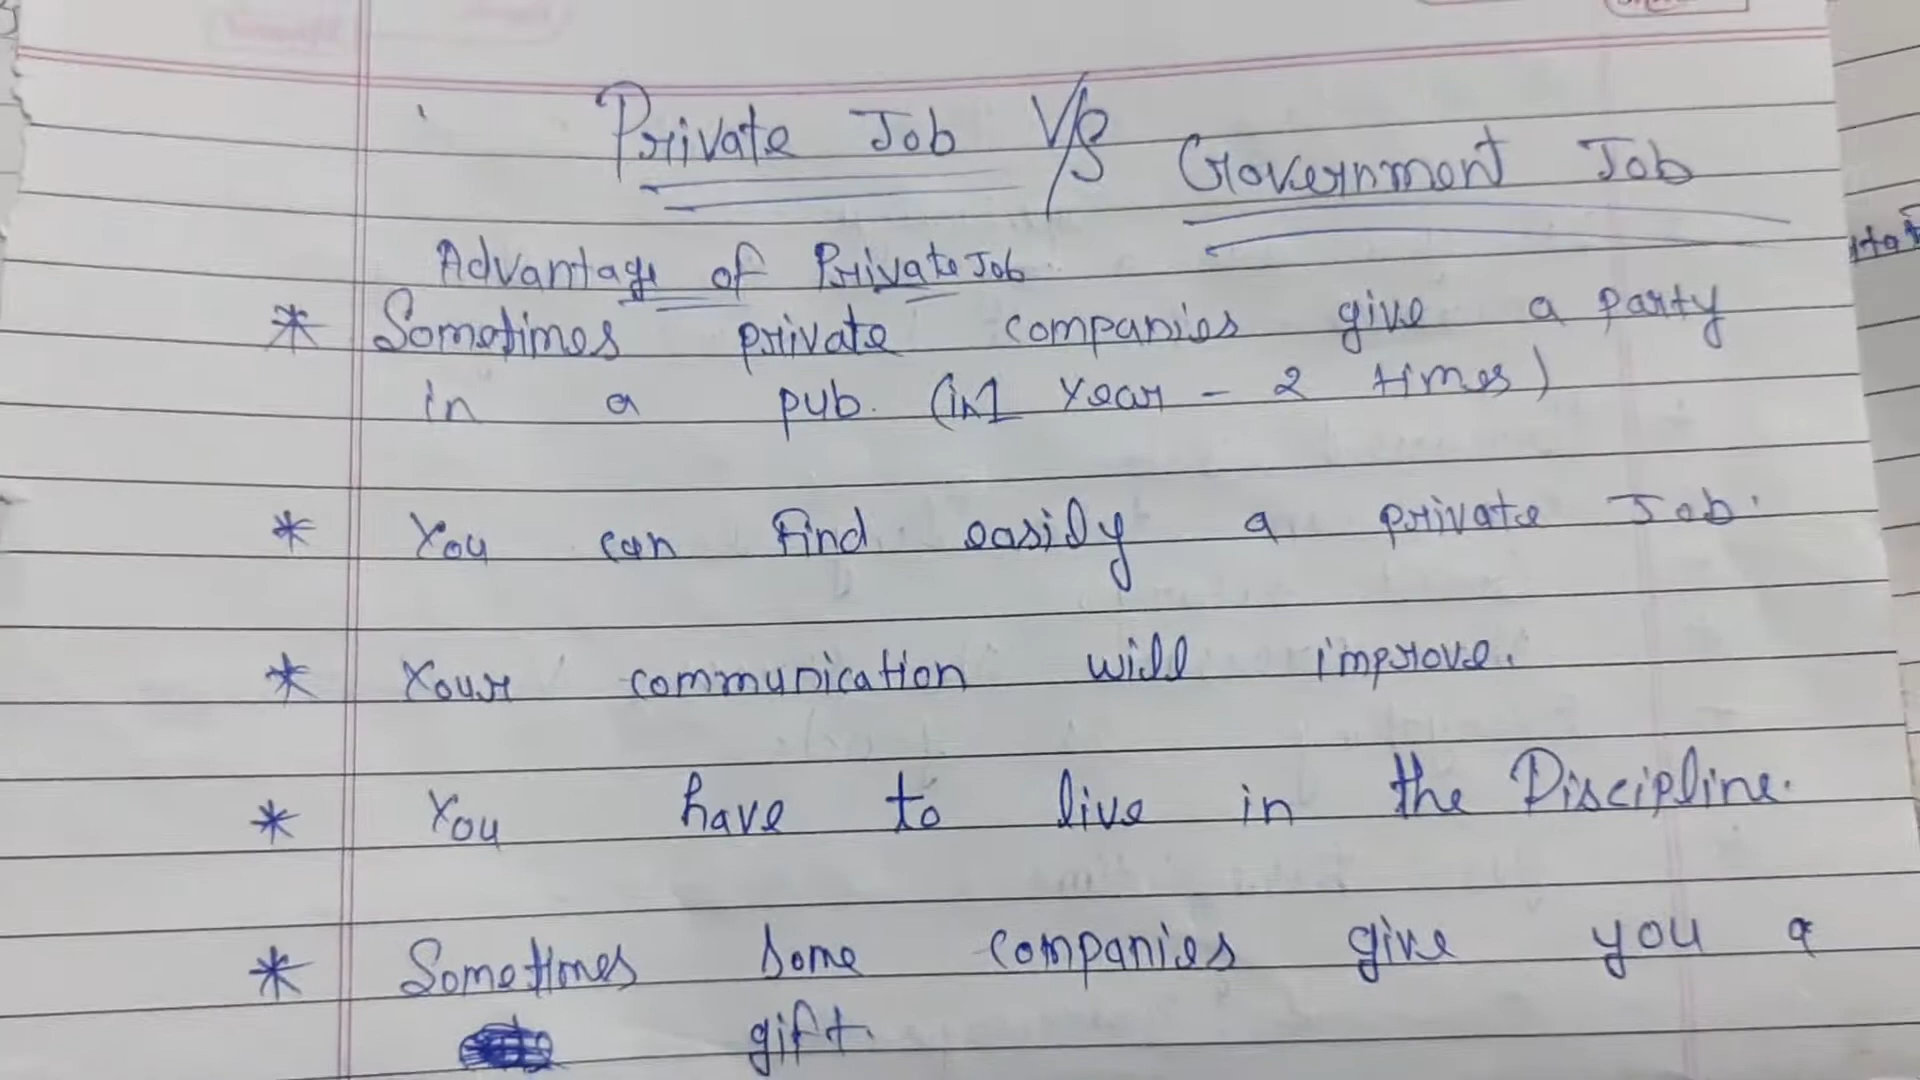 Private Job V/S Government Job
Advantage of Private Job
* Sometimes private companies give a party
in a pub. (in 1 Year - 2 times)
* You can find easily a private Job.
* Your communication will improve.
* You have to live in the Discipline.
* Sometimes some companies give you a
gift.